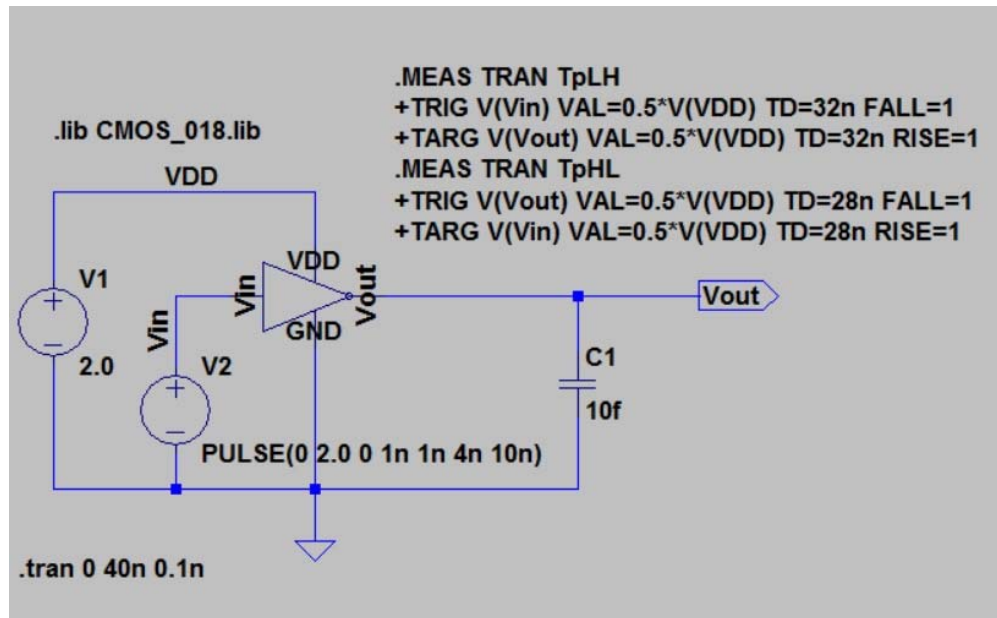 .MEAS TRAN TpLH
+TRIG V(Vin) VAL=0.5*V(VDD) TD=32n FALL=1
.lib CMOS_018.lib
+TARG V(Vout) VAL=0.5*V(VDD) TD=32n RISE=1
.MEAS TRAN TpHL
VDD
+TRIG V(Vout) VAL=0.5*V(VDD) TD=28n FALL=1
+TARG V(Vin) VAL=0.5*V(VDD) TD=28n RISE=1
VDD
V1
Vin
Vout
Vout
Vin
GND
C1
2.0
V2
10f
PULSE(0 2.0 0 1n 1n 4n 10n)
.tran 0 40n 0.1n